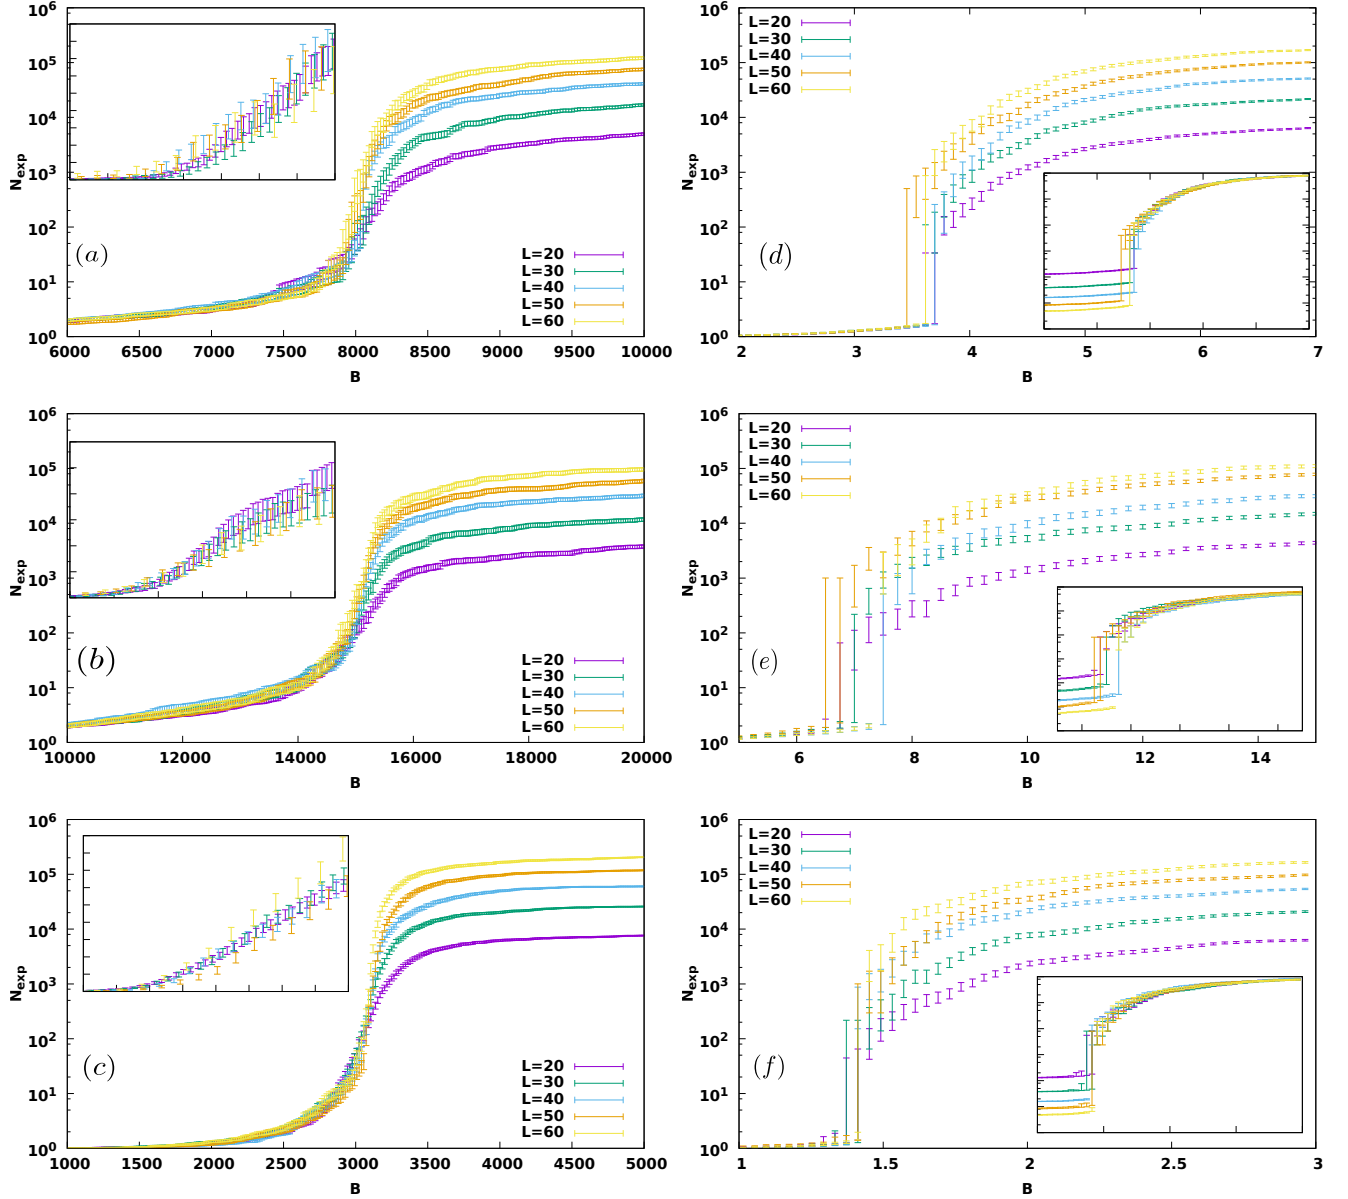 10^6
10^5
10^4
10^3
10^2
10^1
10^0
N_exp
(a)
L=20
L=30
L=40
L=50
L=60
6000 6500 7000 7500 8000 8500 9000 9500 10000
B
10^6
10^5
10^4
10^3
10^2
10^1
10^0
N_exp
L=20
L=30
L=40
L=50
L=60
(d)
2 3 4 5 6 7
B
10^6
10^5
10^4
10^3
10^2
10^1
10^0
N_exp
(b)
L=20
L=30
L=40
L=50
L=60
10000 12000 14000 16000 18000 20000
B
10^6
10^5
10^4
10^3
10^2
10^1
10^0
N_exp
L=20
L=30
L=40
L=50
L=60
(e)
6 8 10 12 14
B
10^6
10^5
10^4
10^3
10^2
10^1
10^0
N_exp
(c)
L=20
L=30
L=40
L=50
L=60
1000 1500 2000 2500 3000 3500 4000 4500 5000
B
10^6
10^5
10^4
10^3
10^2
10^1
10^0
N_exp
L=20
L=30
L=40
L=50
L=60
(f)
1 1.5 2 2.5 3
B